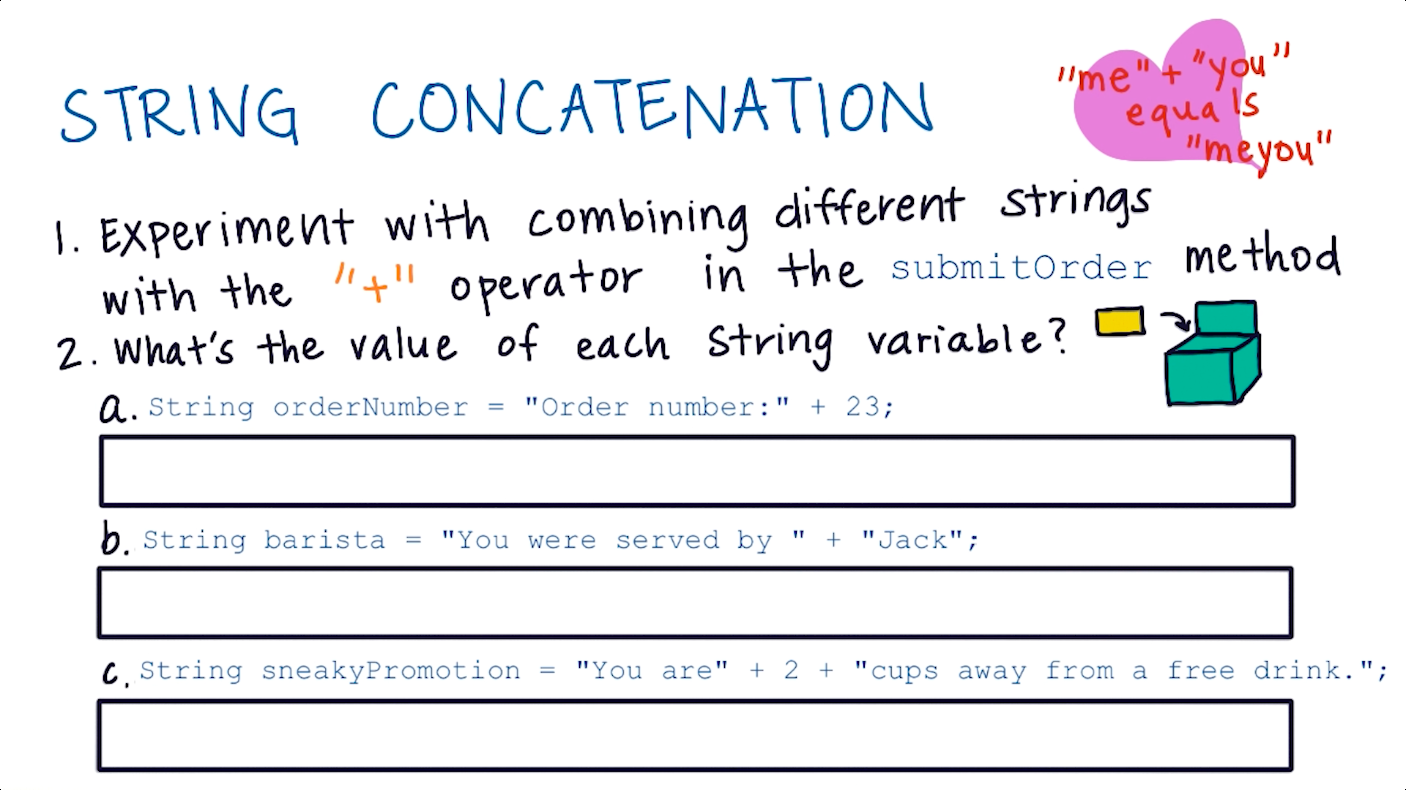 STRING CONCATENATION
"me" + "you"
equals
"meyou"
1. Experiment with combining different strings
with the "+" operator in the submitOrder method
2. What's the value of each String variable?
a. String orderNumber = "Order number:" + 23;
b. String barista = "You were served by " + "Jack";
c. String sneakyPromotion = "You are" + 2 + "cups away from a free drink.";